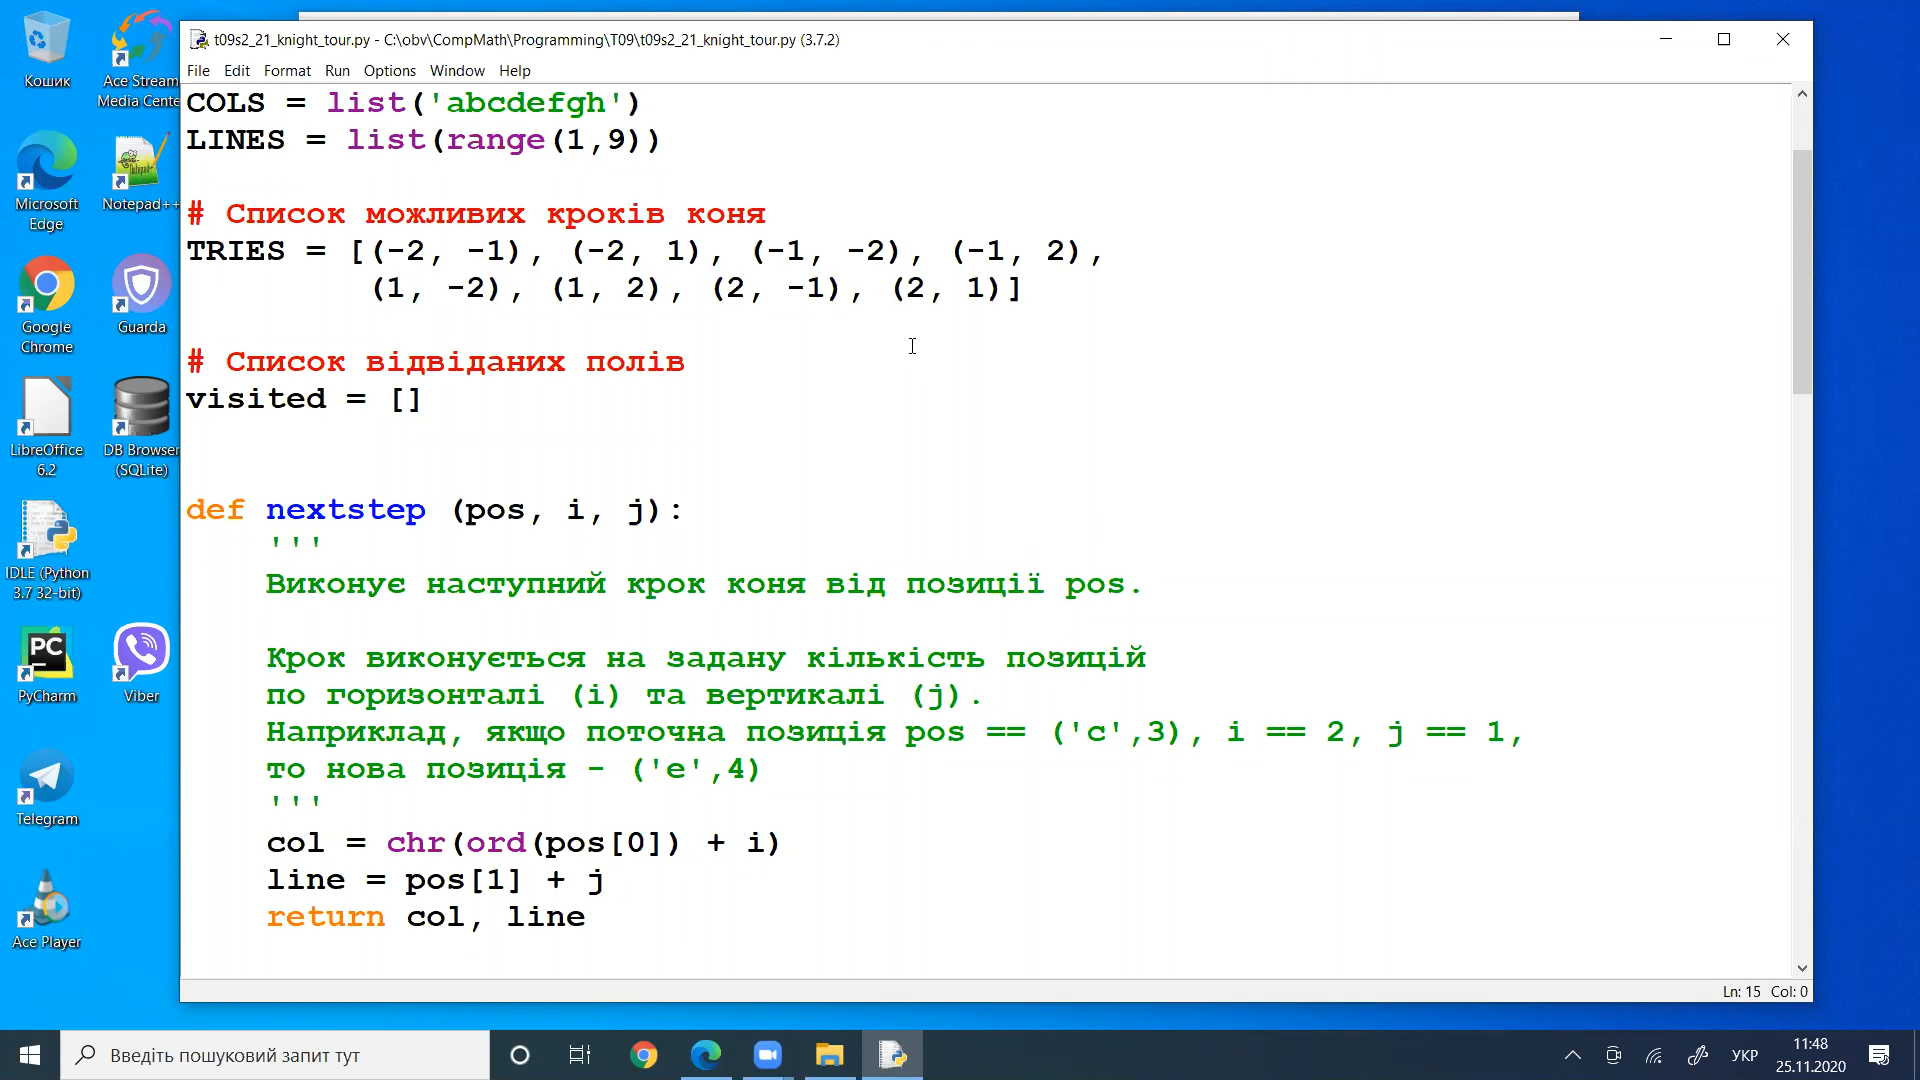 t09s2_21_knight_tour.py - C:\obv\CompMath\Programming\T09\t09s2_21_knight_tour.py (3.7.2)
File Edit Format Run Options Window Help
COLS = list('abcdefgh')
LINES = list(range(1,9))
# Список можливих кроків коня
TRIES = [(-2, -1), (-2, 1), (-1, -2), (-1, 2),
(1, -2), (1, 2), (2, -1), (2, 1)]
# Список відвіданих полів
visited = []
def nextstep (pos, i, j):
'''
Виконує наступний крок коня від позиції pos.
Крок виконується на задану кількість позицій
по горизонталі (i) та вертикалі (j).
Наприклад, якщо поточна позиція pos == ('c',3), i == 2, j == 1,
то нова позиція - ('e',4)
'''
col = chr(ord(pos[0]) + i)
line = pos[1] + j
return col, line
Ln: 15 Col: 0
Кошик
Ace Stream
Media Cente
Microsoft
Edge
Notepad++
Google
Chrome
Guarda
LibreOffice
6.2
DB Browser
(SQLite)
IDLE (Python
3.7 32-bit)
PC
PyCharm
Viber
Telegram
Ace Player
Введіть пошуковий запит тут
УКР
11:48
25.11.2020